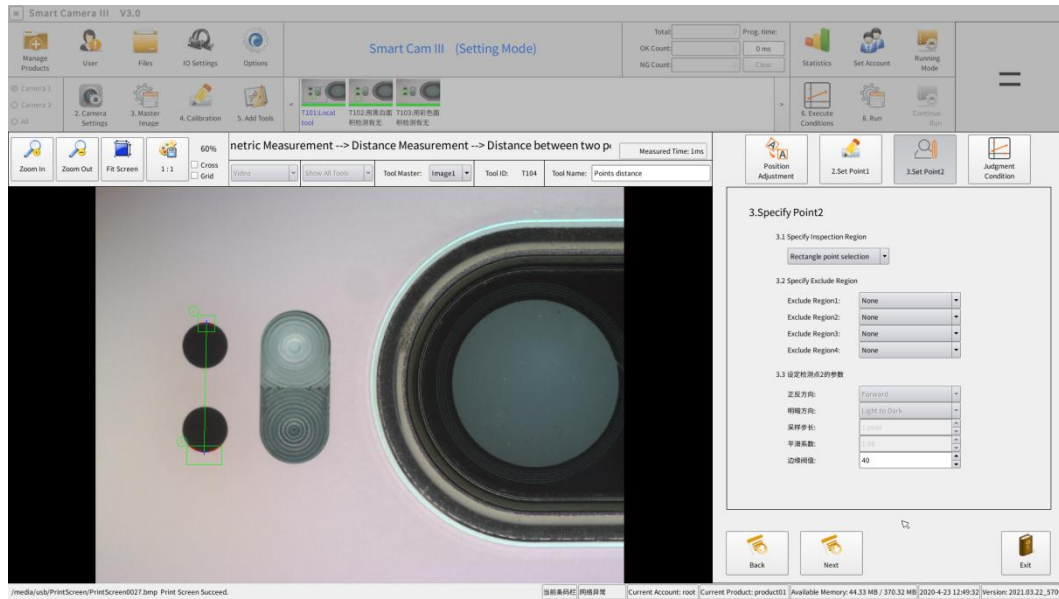 Smart Camera III V3.0
Manage Products
User
Files
IO Settings
Options
Smart Cam III (Setting Mode)
Total:
OK Count:
NG Count:
Prog. time:
0 ms
Clear
Statistics
Set Account
Running Mode
Camera 1
Camera 2
All
2. Camera Settings
3. Master Image
4. Calibration
5. Add Tools
<
T101:Local tool
T102:用黑白面积检测有无
T103:用彩色面积检测有无
>
6. Execute Conditions
8. Run
Continue Run
Zoom In
Zoom Out
Fit Screen
1:1
60%
Cross
Grid
netric Measurement --> Distance Measurement --> Distance between two p
Measured Time: 1ms
Video
Show All Tools
Tool Master:
Image1
Tool ID:
T104
Tool Name:
Points distance
Position Adjustment
2.Set Point1
3.Set Point2
Judgment Condition
3.Specify Point2
3.1 Specify Inspection Region
Rectangle point selection
3.2 Specify Exclude Region
Exclude Region1: None
Exclude Region2: None
Exclude Region3: None
Exclude Region4: None
3.3 设定检测点2的参数
正反方向: Forward
明暗方向: Light to Dark
采样步长: 1 pixel
平滑系数: 1.00
边缘阈值: 40
Back
Next
Exit
/media/usb/PrintScreen/PrintScreen0027.bmp Print Screen Succeed.
当前条码栏
网络异常
Current Account: root
Current Product: product01
Available Memory: 44.33 MB / 370.32 MB
2020-4-23 12:49:32
Version: 2021.03.22_570